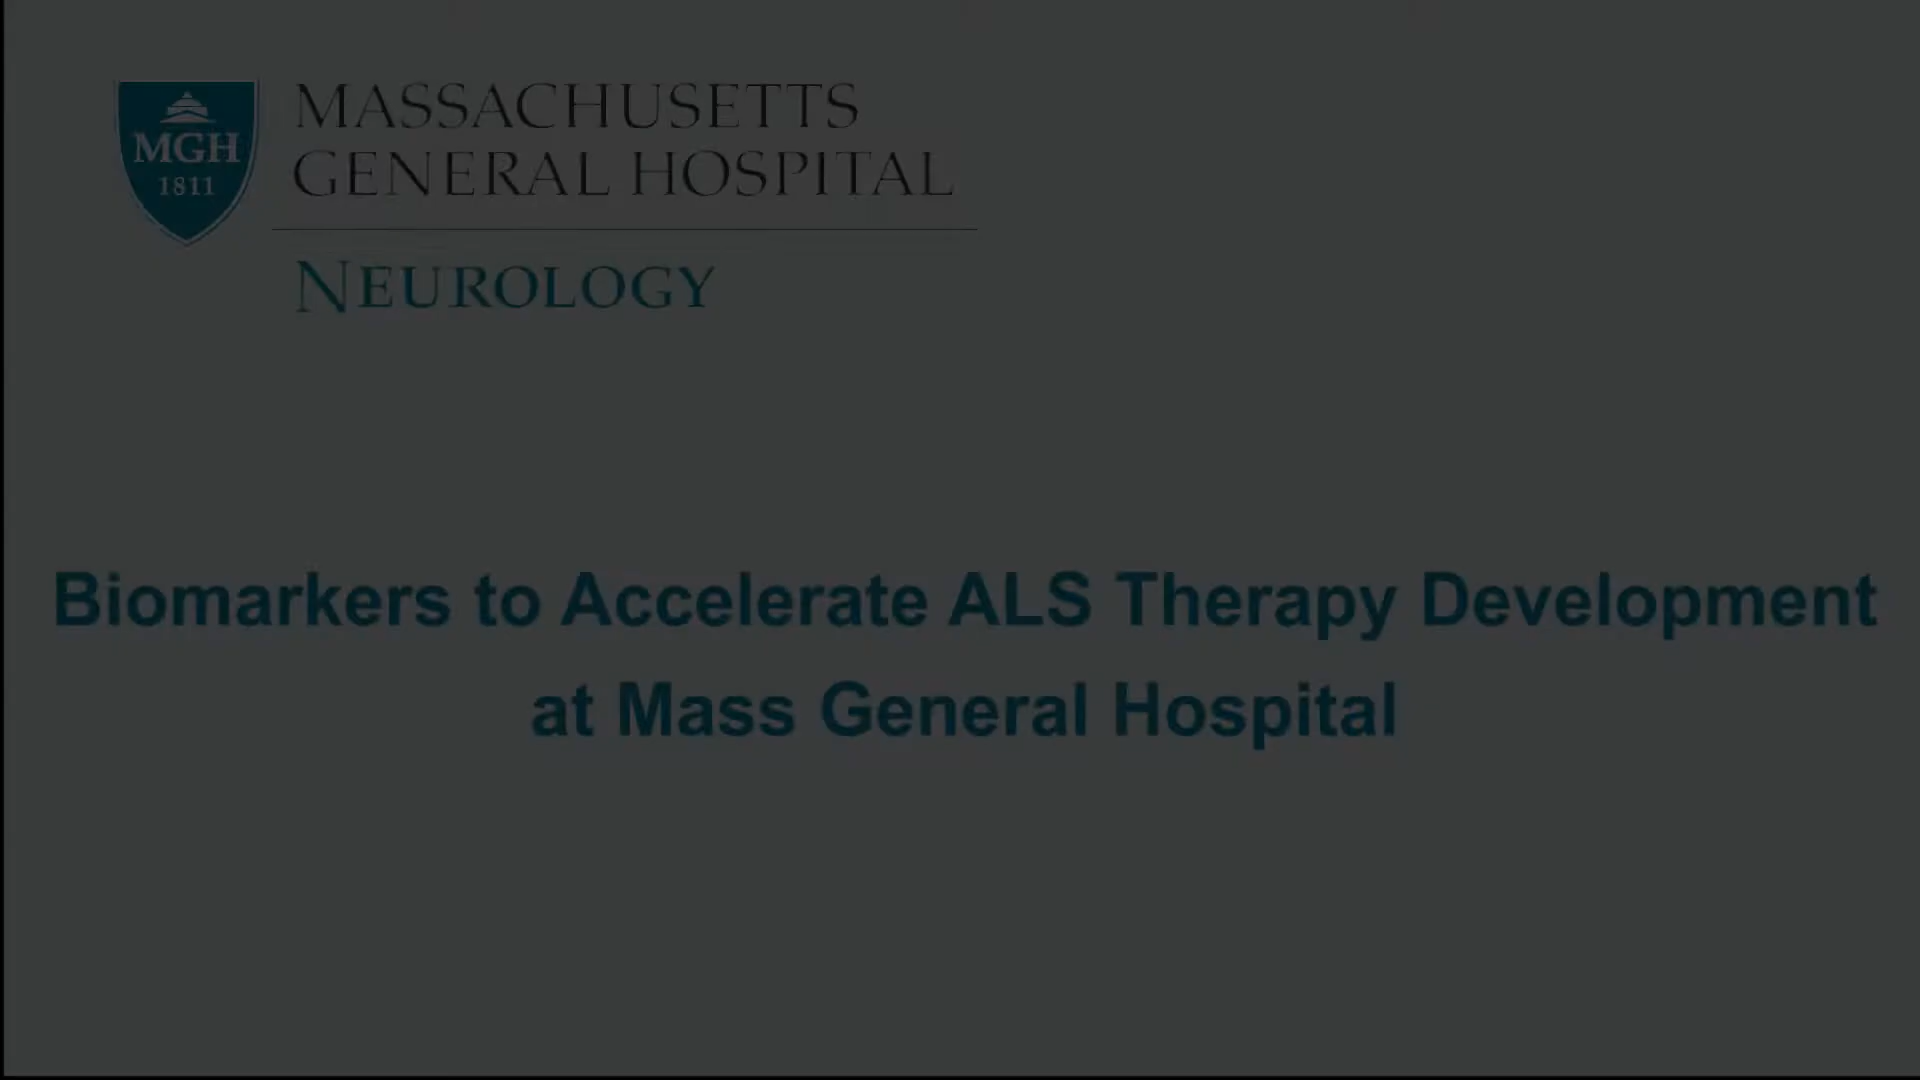 MGH
1811
MASSACHUSETTS
GENERAL HOSPITAL
NEUROLOGY
Biomarkers to Accelerate ALS Therapy Development
at Mass General Hospital